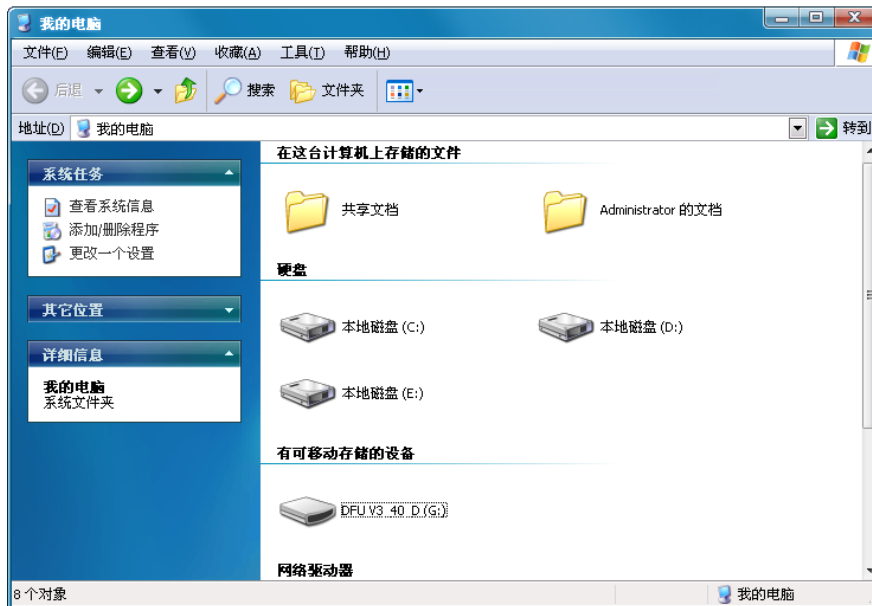 我的电脑
文件(F) 编辑(E) 查看(V) 收藏(A) 工具(T) 帮助(H)
后退 搜索 文件夹
地址(D) 我的电脑 转到
系统任务
查看系统信息
添加/删除程序
更改一个设置
其它位置
详细信息
我的电脑
系统文件夹
在这台计算机上存储的文件
共享文档 Administrator 的文档
硬盘
本地磁盘 (C:) 本地磁盘 (D:)
本地磁盘 (E:)
有可移动存储的设备
DFU V3_40_D (G:)
网络驱动器
8 个对象 我的电脑